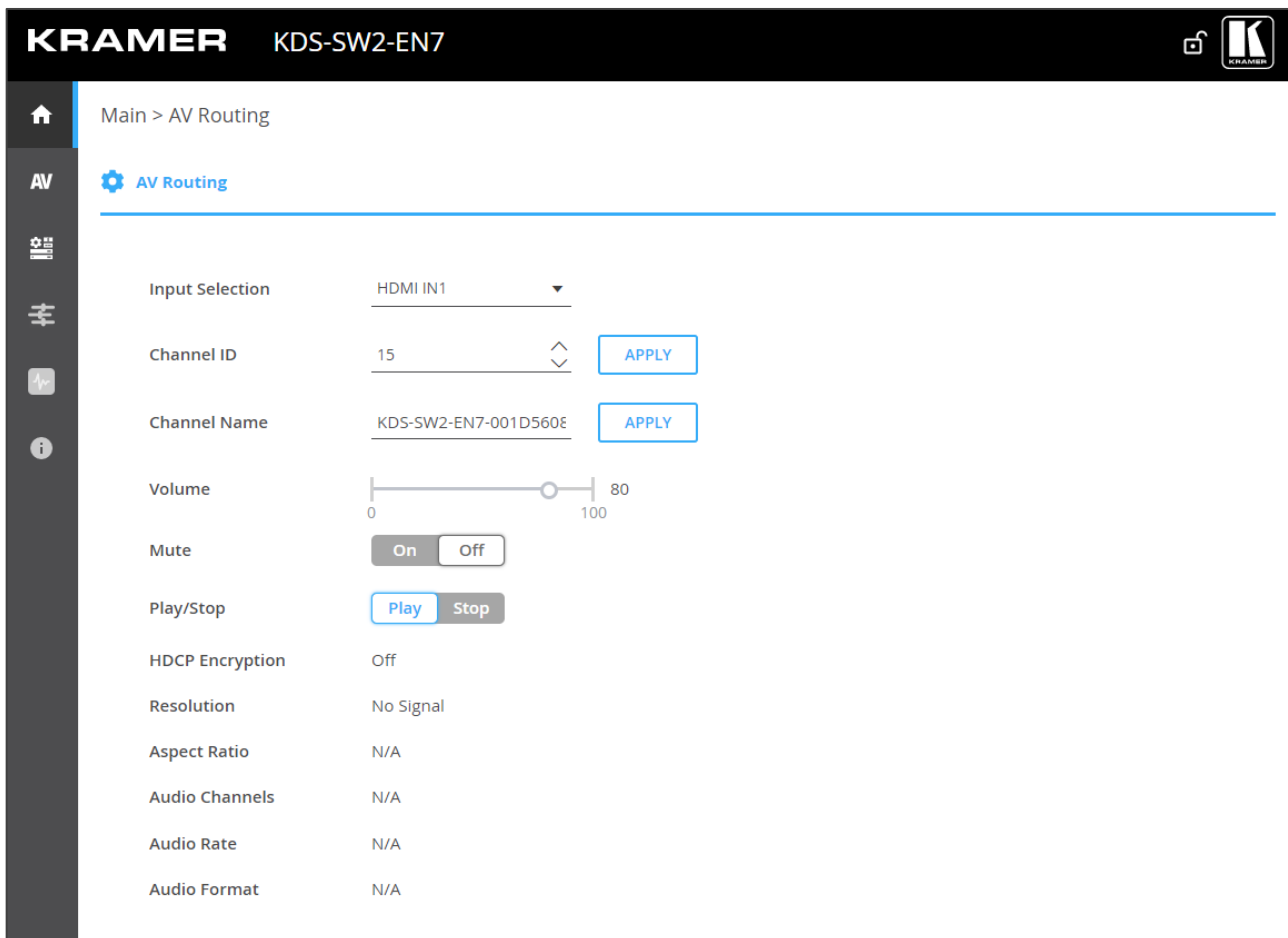 KRAMER KDS-SW2-EN7
KRAMER
Main > AV Routing
AV
AV Routing
Input Selection HDMI IN1
Channel ID 15 APPLY
Channel Name KDS-SW2-EN7-001D5608 APPLY
Volume 80
0 100
Mute On Off
Play/Stop Play Stop
HDCP Encryption Off
Resolution No Signal
Aspect Ratio N/A
Audio Channels N/A
Audio Rate N/A
Audio Format N/A